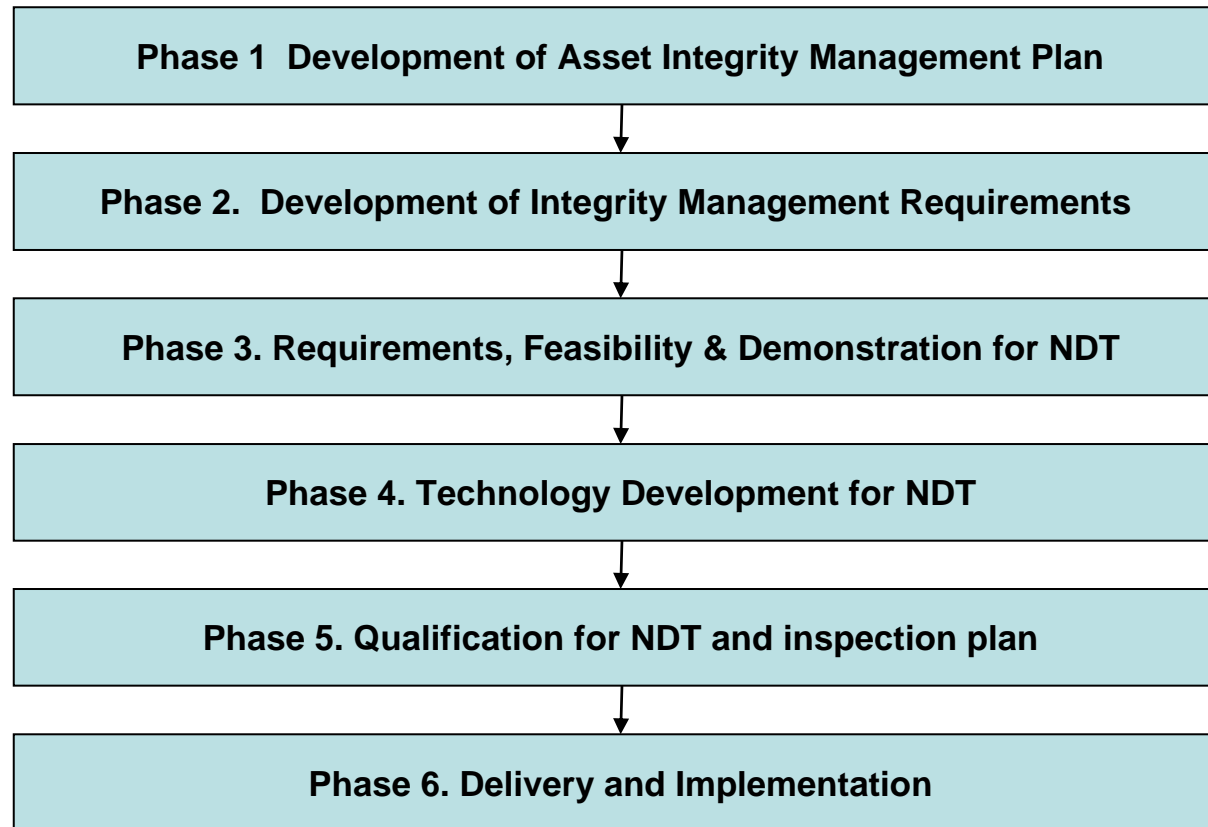 Phase 1  Development of Asset Integrity Management Plan
Phase 2.  Development of Integrity Management Requirements
Phase 3. Requirements, Feasibility & Demonstration for NDT
Phase 4. Technology Development for NDT
Phase 5. Qualification for NDT and inspection plan
Phase 6. Delivery and Implementation